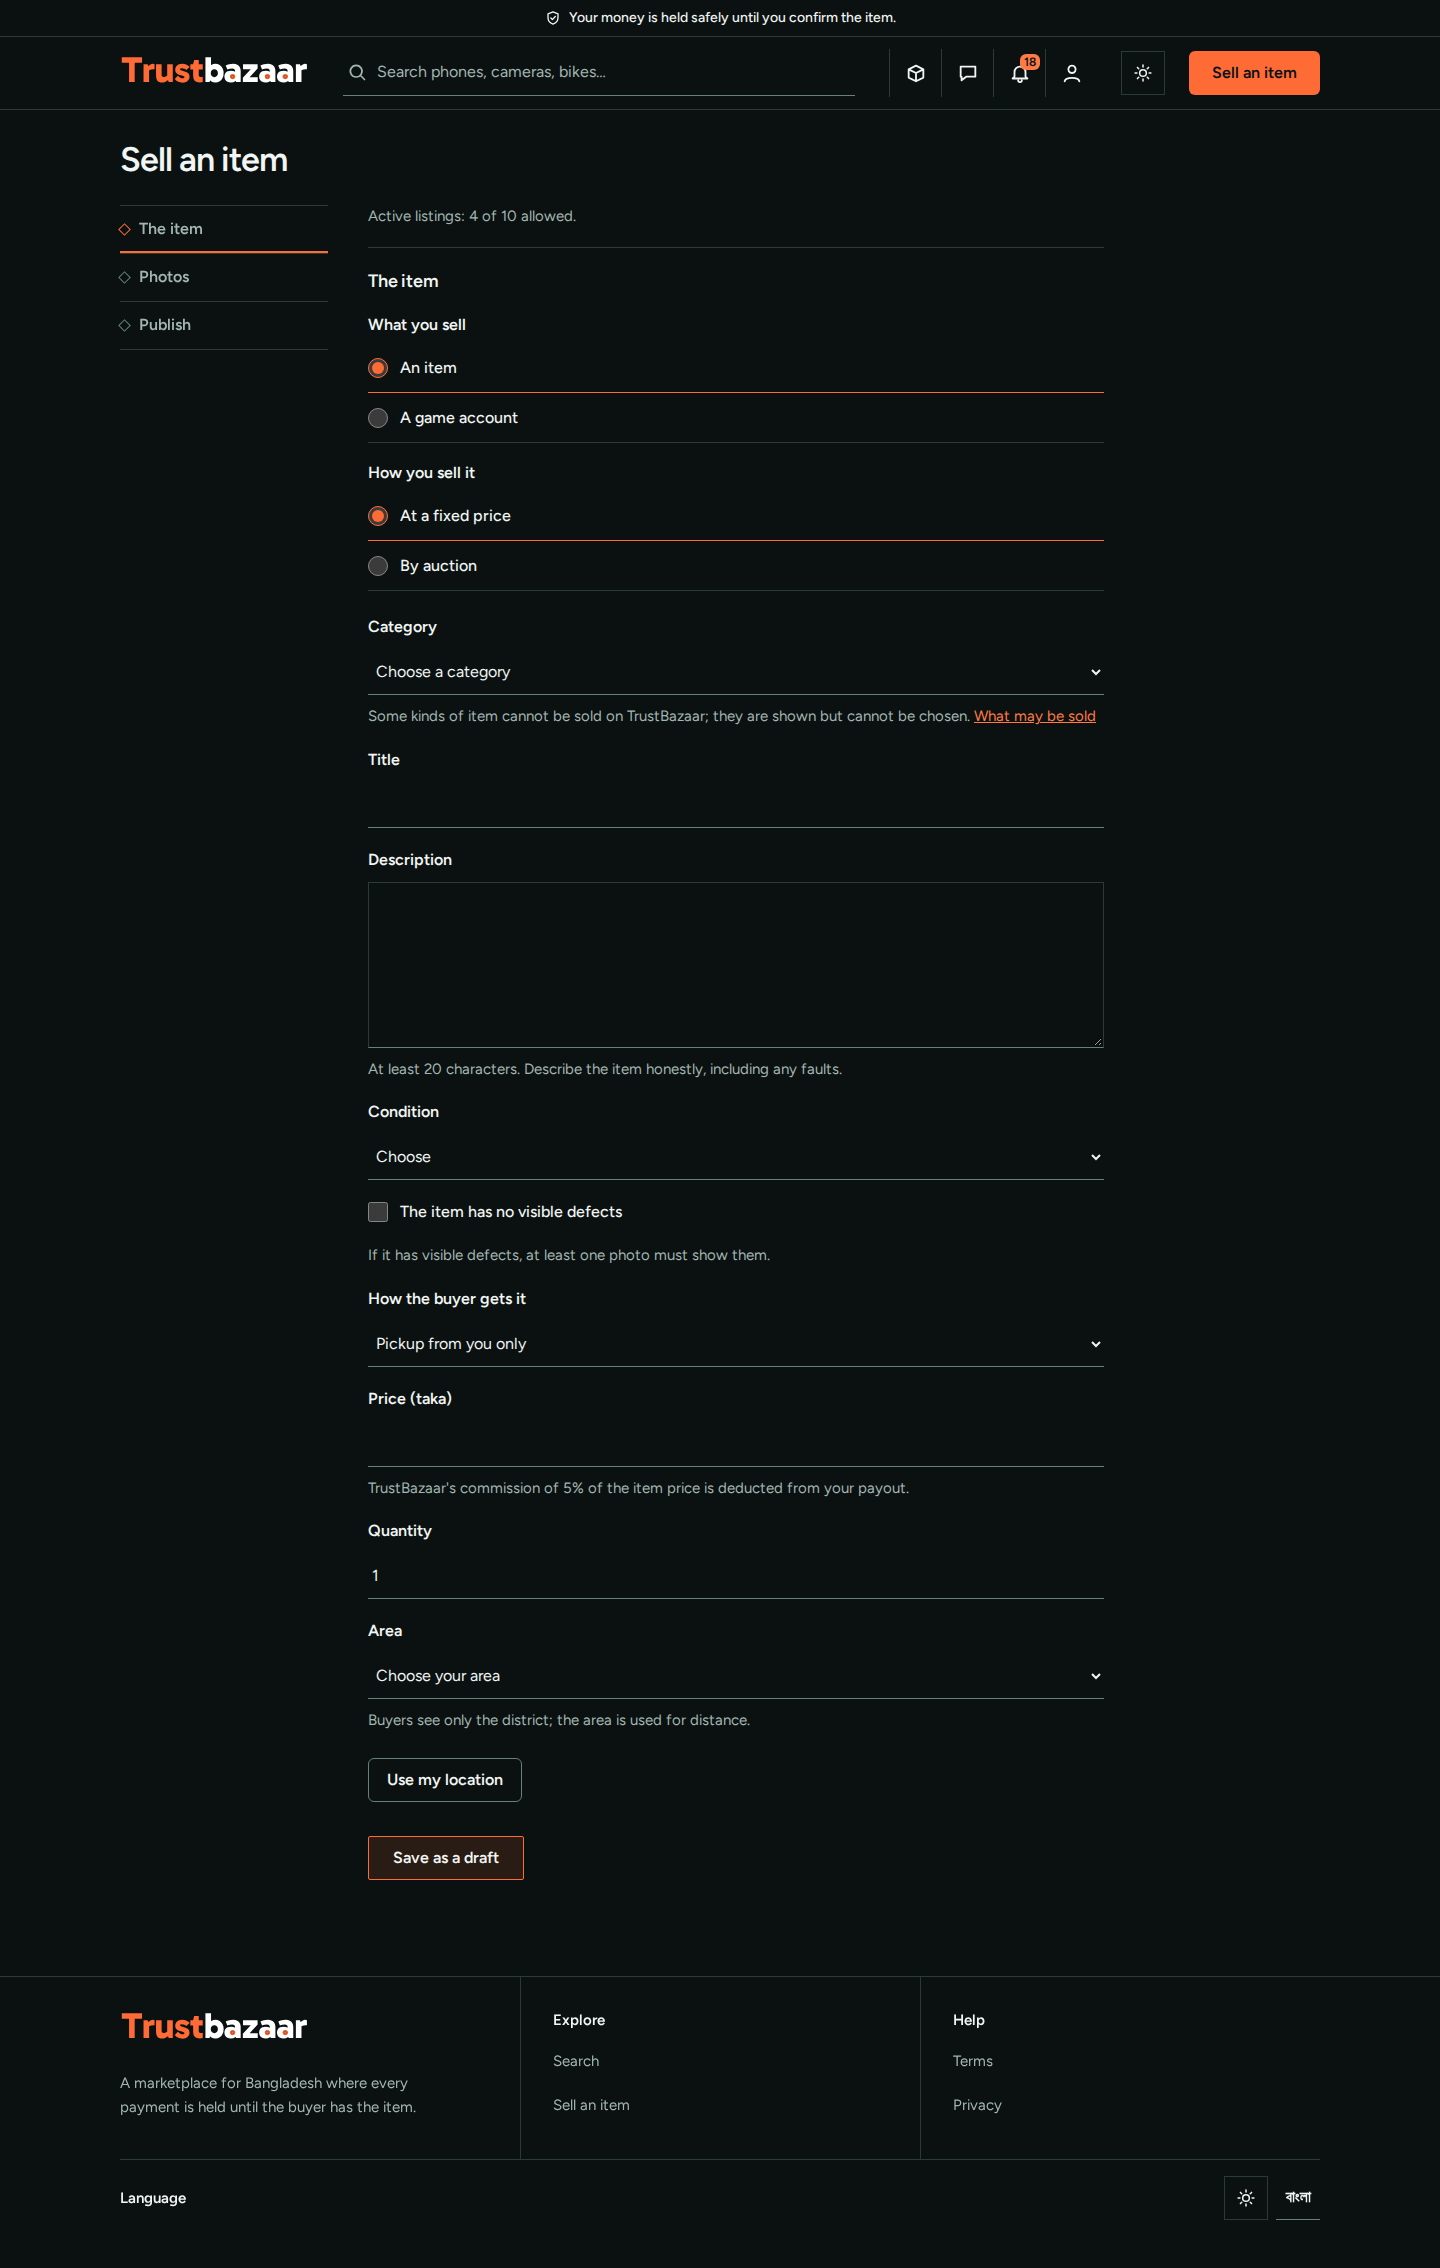 Your money is held safely until you confirm the item.
Trustbazaar
Search phones, cameras, bikes...
18
Sell an item
Sell an item
The item
Photos
Publish
Active listings: 4 of 10 allowed.
The item
What you sell
An item
A game account
How you sell it
At a fixed price
By auction
Category
Choose a category
Some kinds of item cannot be sold on TrustBazaar; they are shown but cannot be chosen. What may be sold
Title
Description
At least 20 characters. Describe the item honestly, including any faults.
Condition
Choose
The item has no visible defects
If it has visible defects, at least one photo must show them.
How the buyer gets it
Pickup from you only
Price (taka)
TrustBazaar's commission of 5% of the item price is deducted from your payout.
Quantity
1
Area
Choose your area
Buyers see only the district; the area is used for distance.
Use my location
Save as a draft
Trustbazaar
A marketplace for Bangladesh where every
payment is held until the buyer has the item.
Explore
Search
Sell an item
Help
Terms
Privacy
Language
বাংলা